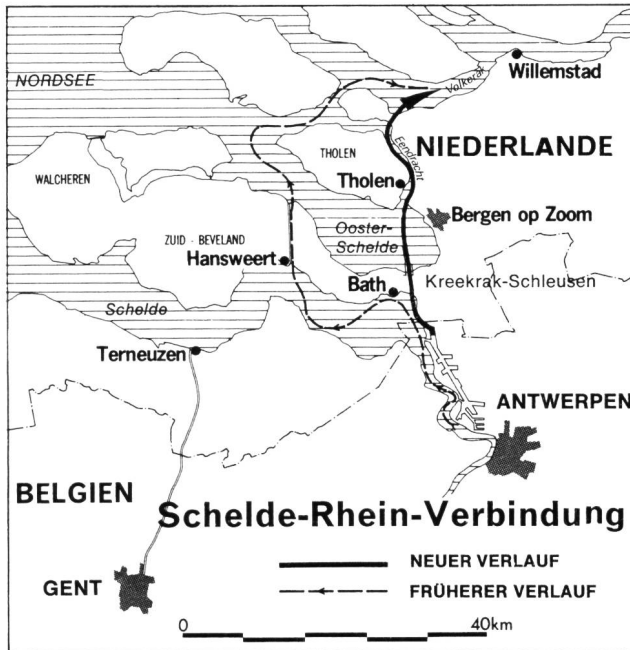 NORDSEE
Willemstad
Volkerak
NIEDERLANDE
Eendracht
THOLEN
WALCHEREN
Tholen
Bergen op Zoom
Ooster-
Schelde
ZUID - BEVELAND
Hansweert
Bath
Kreekrak-Schleusen
Schelde
Terneuzen
ANTWERPEN
BELGIEN
Schelde-Rhein-Verbindung
NEUER VERLAUF
GENT
FRÜHERER VERLAUF
0
40km